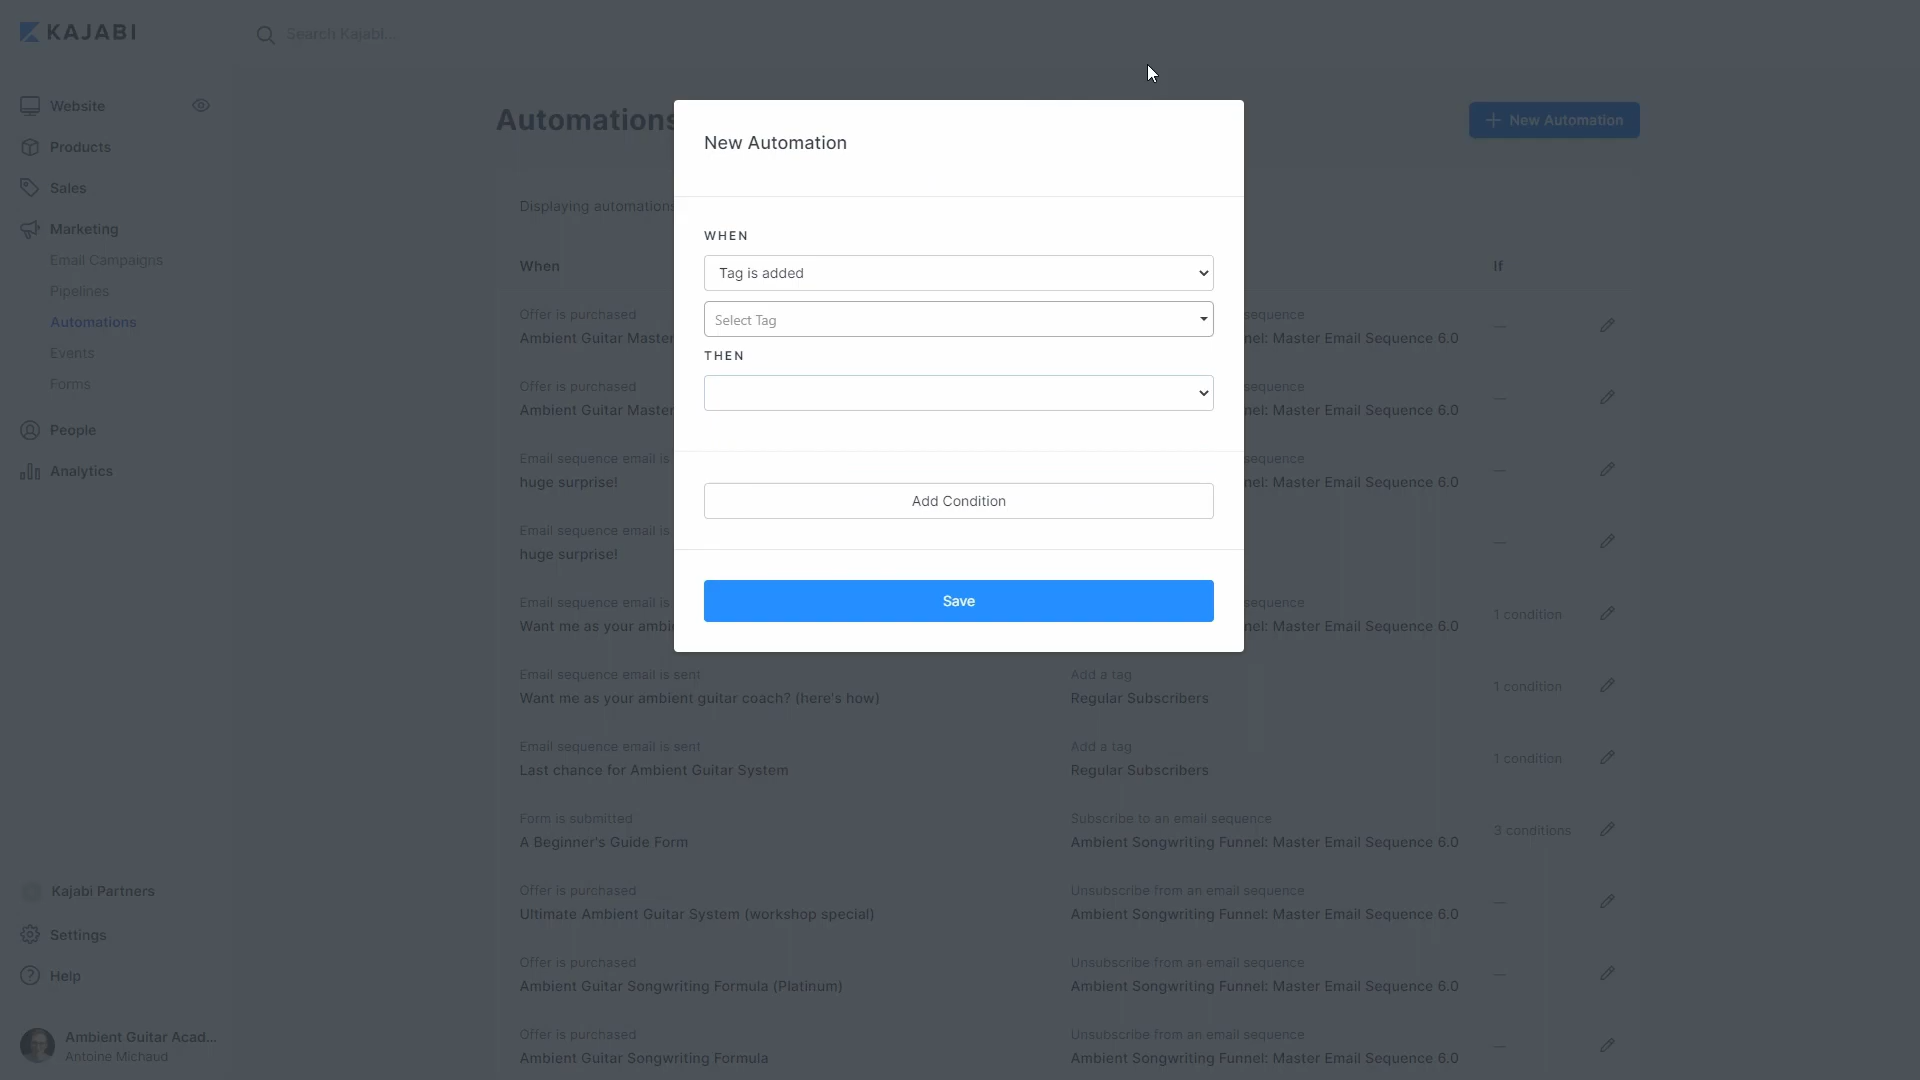 KAJABI
Search Kajabi...
Website
Products
Sales
Marketing
Email Campaigns
Pipelines
Automations
Events
Forms
People
Analytics
Kajabi Partners
Settings
Help
Ambient Guitar Acad...
Antoine Michaud
Automations
New Automation
Displaying automations
When
If
Offer is purchased
sequence
Ambient Guitar Master
nel: Master Email Sequence 6.0
—
Offer is purchased
sequence
Ambient Guitar Master
nel: Master Email Sequence 6.0
—
Email sequence email is
sequence
huge surprise!
nel: Master Email Sequence 6.0
—
Email sequence email is
huge surprise!
—
Email sequence email is
sequence
Want me as your ambi
nel: Master Email Sequence 6.0
1 condition
Email sequence email is sent
Add a tag
Want me as your ambient guitar coach? (here's how)
Regular Subscribers
1 condition
Email sequence email is sent
Add a tag
Last chance for Ambient Guitar System
Regular Subscribers
1 condition
Form is submitted
Subscribe to an email sequence
A Beginner's Guide Form
Ambient Songwriting Funnel: Master Email Sequence 6.0
3 conditions
Offer is purchased
Unsubscribe from an email sequence
Ultimate Ambient Guitar System (workshop special)
Ambient Songwriting Funnel: Master Email Sequence 6.0
—
Offer is purchased
Unsubscribe from an email sequence
Ambient Guitar Songwriting Formula (Platinum)
Ambient Songwriting Funnel: Master Email Sequence 6.0
—
Offer is purchased
Unsubscribe from an email sequence
Ambient Guitar Songwriting Formula
Ambient Songwriting Funnel: Master Email Sequence 6.0
—
New Automation
WHEN
Tag is added
Select Tag
THEN
Add Condition
Save